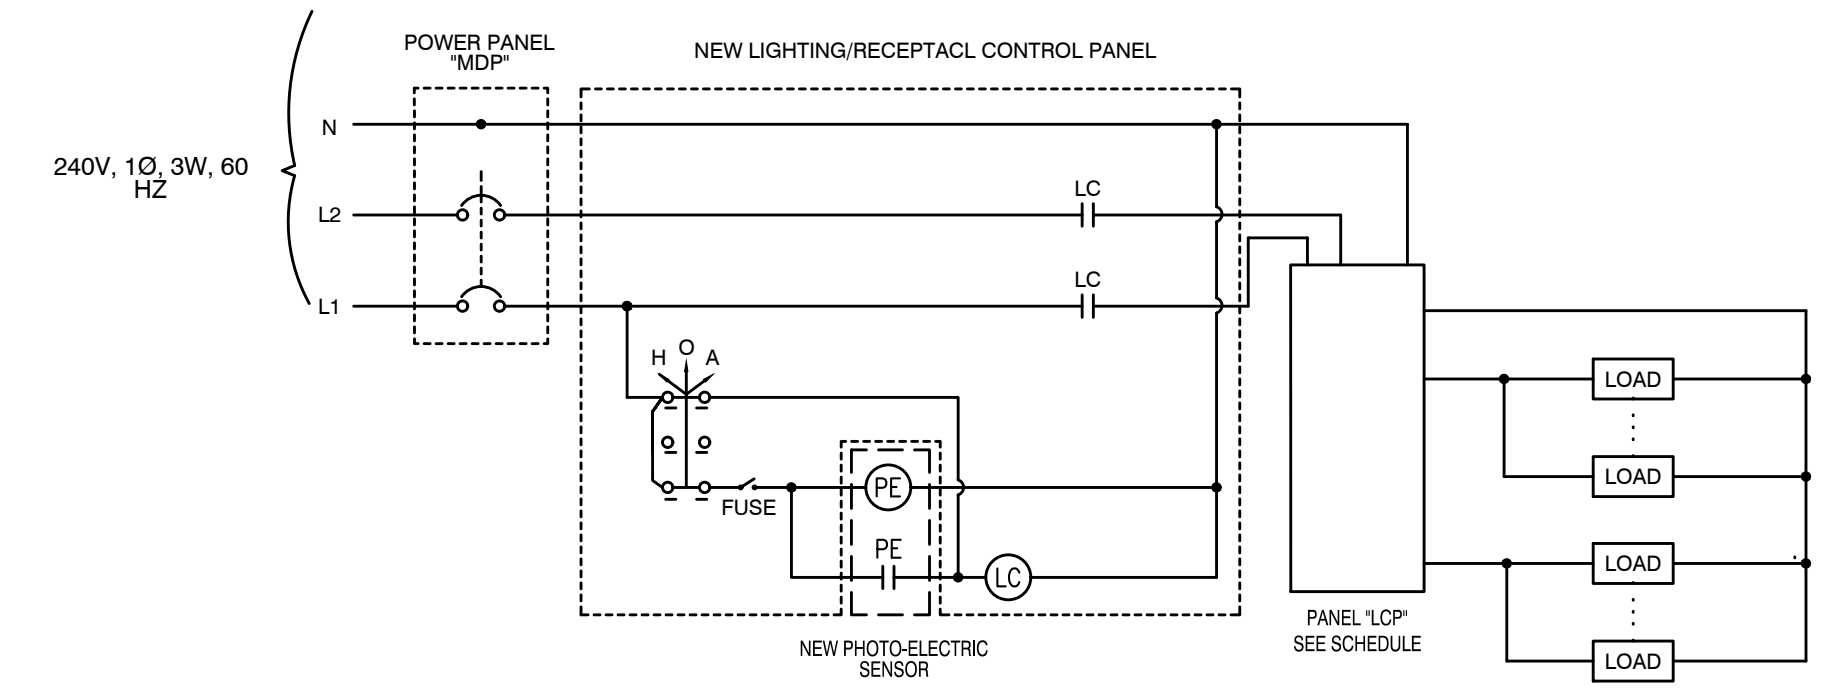 POWER PANEL
"MDP"
NEW LIGHTING/RECEPTACL CONTROL PANEL
N
240V, 1Ø, 3W, 60
HZ
LC
L2
LC
L1
H O A
LOAD
PE
LOAD
FUSE
PE
LC
LOAD
PANEL "LCP"
SEE SCHEDULE
NEW PHOTO-ELECTRIC
SENSOR
LOAD